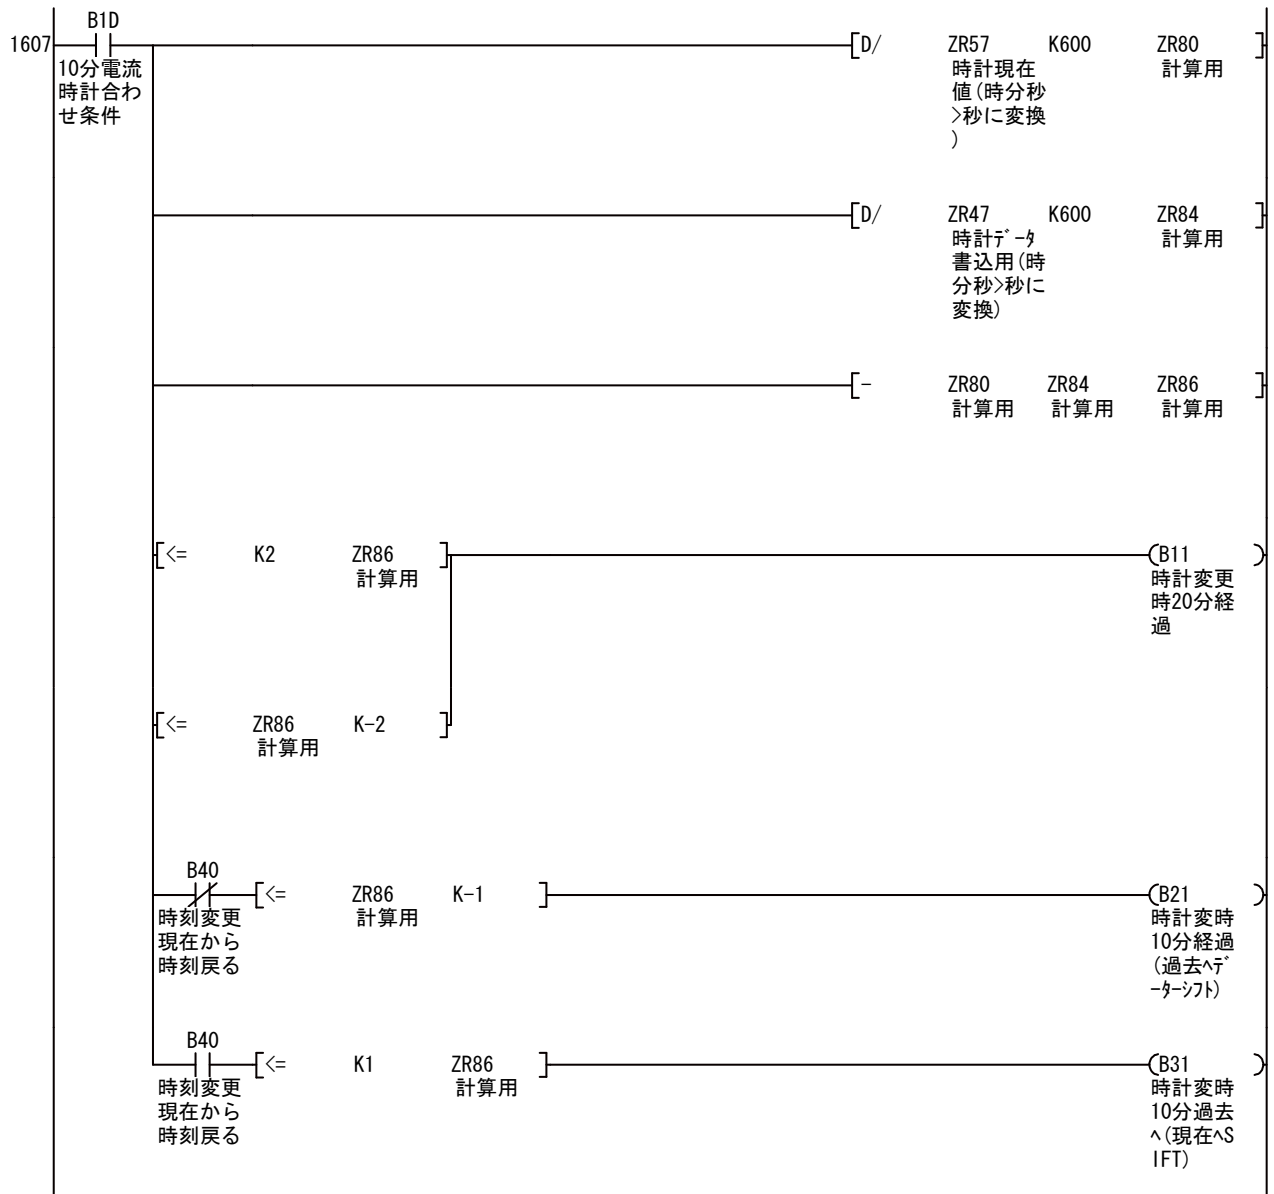 B1D
1607
10分電流
時計合わ
せ条件
D/ ZR57 K600 ZR80
時計現在
値(時分秒
>秒に変換
)
計算用
D/ ZR47 K600 ZR84
時計ﾃﾞｰﾀ
書込用(時
分秒>秒に
変換)
計算用
- ZR80 ZR84 ZR86
計算用 計算用 計算用
<= K2 ZR86
計算用
B11
時計変更
時20分経
過
<= ZR86 K-2
計算用
B40
時刻変更
現在から
時刻戻る
<= ZR86 K-1
計算用
B21
時計変時
10分経過
(過去へﾃﾞ
ｰﾀｰｼﾌﾄ)
B40
時刻変更
現在から
時刻戻る
<= K1 ZR86
計算用
B31
時計変時
10分過去
へ(現在へS
IFT)